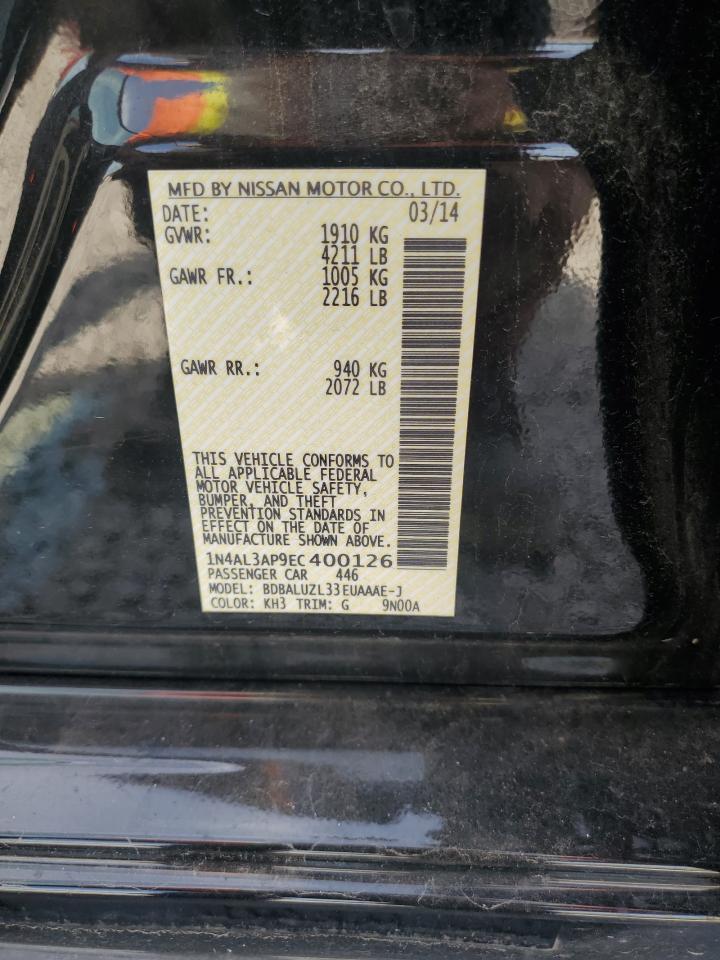 MFD BY NISSAN MOTOR CO., LTD.
DATE: 03/14
GVWR: 1910 KG
4211 LB
GAWR FR.: 1005 KG
2216 LB
GAWR RR.: 940 KG
2072 LB
THIS VEHICLE CONFORMS TO
ALL APPLICABLE FEDERAL
MOTOR VEHICLE SAFETY,
BUMPER, AND THEFT
PREVENTION STANDARDS IN
EFFECT ON THE DATE OF
MANUFACTURE SHOWN ABOVE.
1N4AL3AP9EC400126
PASSENGER CAR 446
MODEL: BDBALUZL33EUAAAE-J
COLOR: KH3 TRIM: G 9N00A